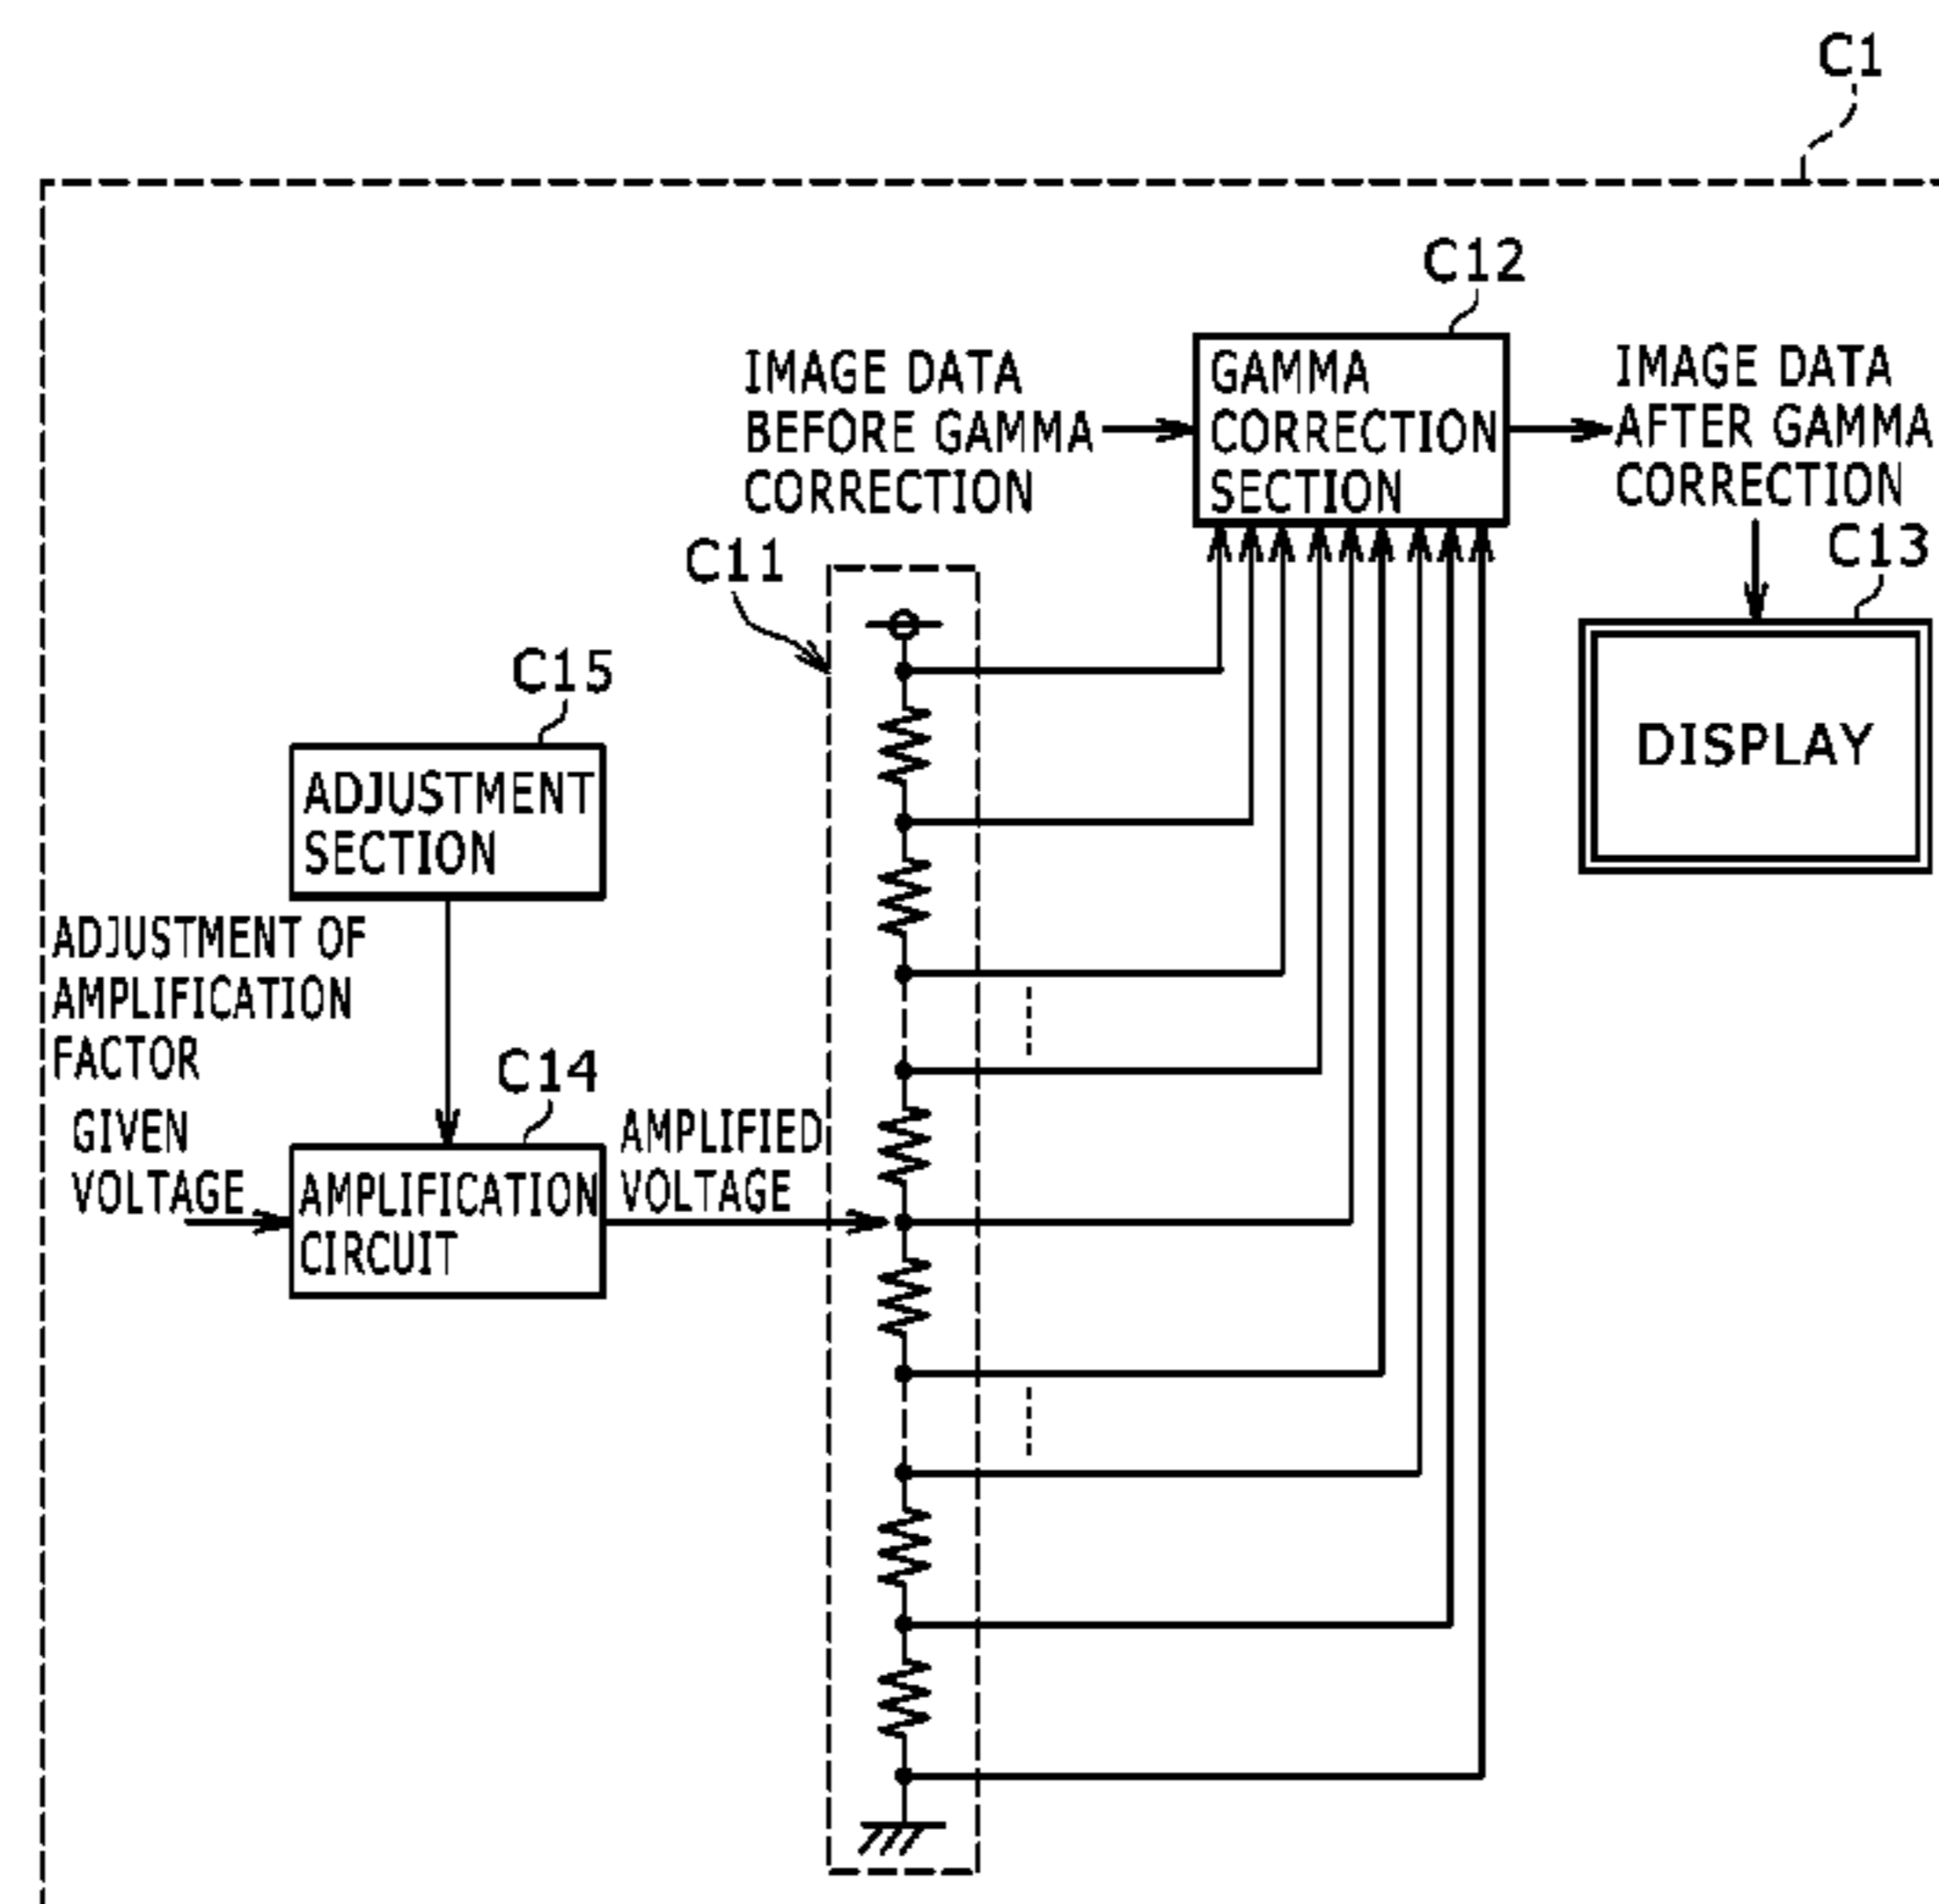 C1
C12
IMAGE DATA
BEFORE GAMMA
CORRECTION
GAMMA
CORRECTION
SECTION
IMAGE DATA
AFTER GAMMA
CORRECTION
C11
C13
DISPLAY
C15
ADJUSTMENT
SECTION
ADJUSTMENT OF
AMPLIFICATION
FACTOR
C14
GIVEN
VOLTAGE
AMPLIFICATION
CIRCUIT
AMPLIFIED
VOLTAGE